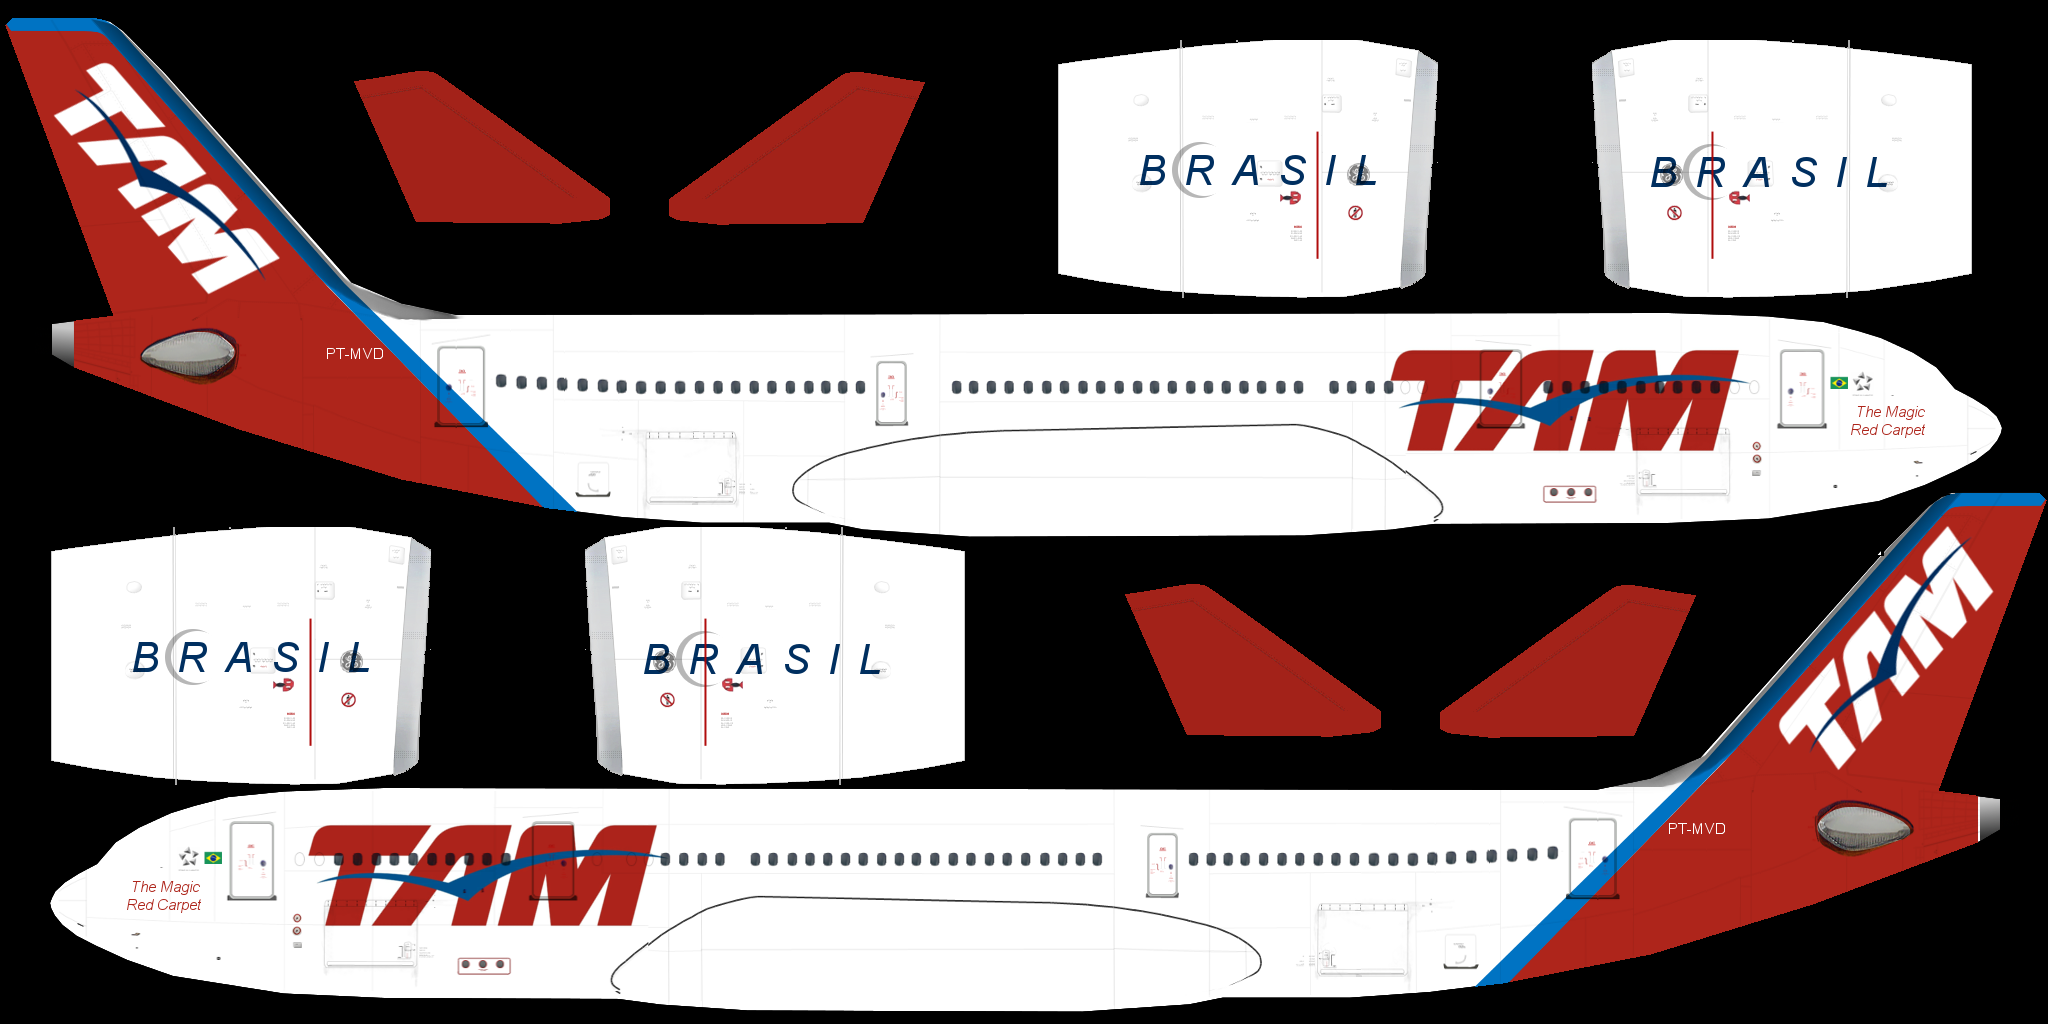 TAM
BRASIL
BRASIL
PT-MVD
TAM
The Magic
Red Carpet
BRASIL
BRASIL
TAM
PT-MVD
TAM
The Magic
Red Carpet